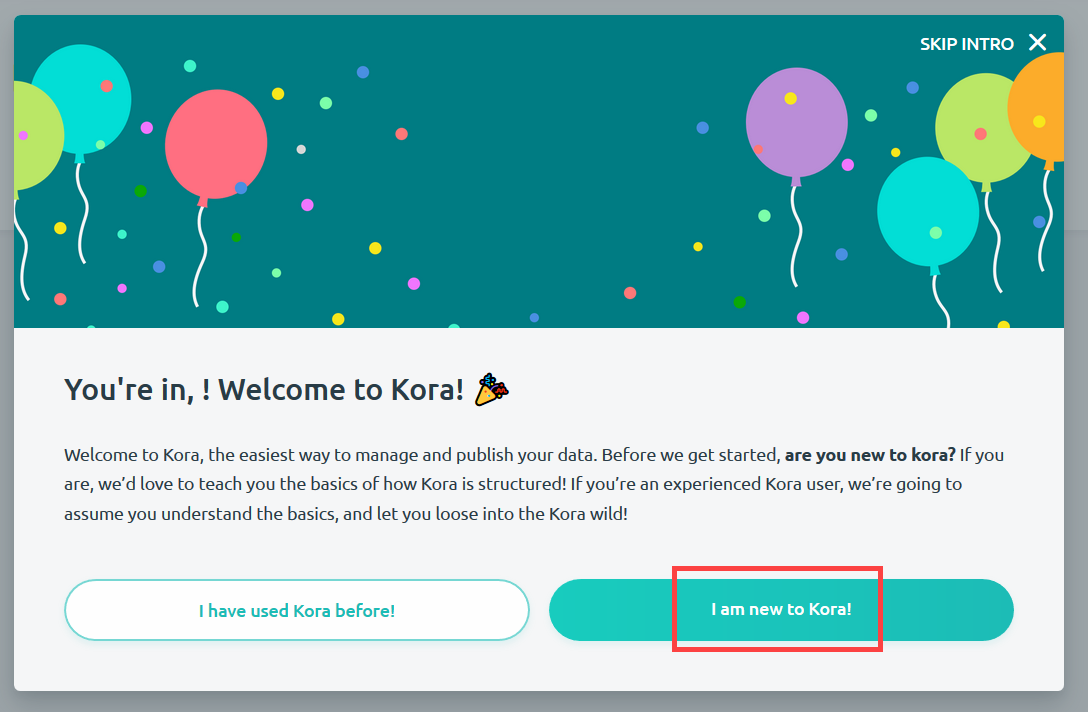 SKIP INTRO
You're in, ! Welcome to Kora!
Welcome to Kora, the easiest way to manage and publish your data. Before we get started, are you new to kora? If you
are, we’d love to teach you the basics of how Kora is structured! If you’re an experienced Kora user, we’re going to
assume you understand the basics, and let you loose into the Kora wild!
I have used Kora before!
I am new to Kora!